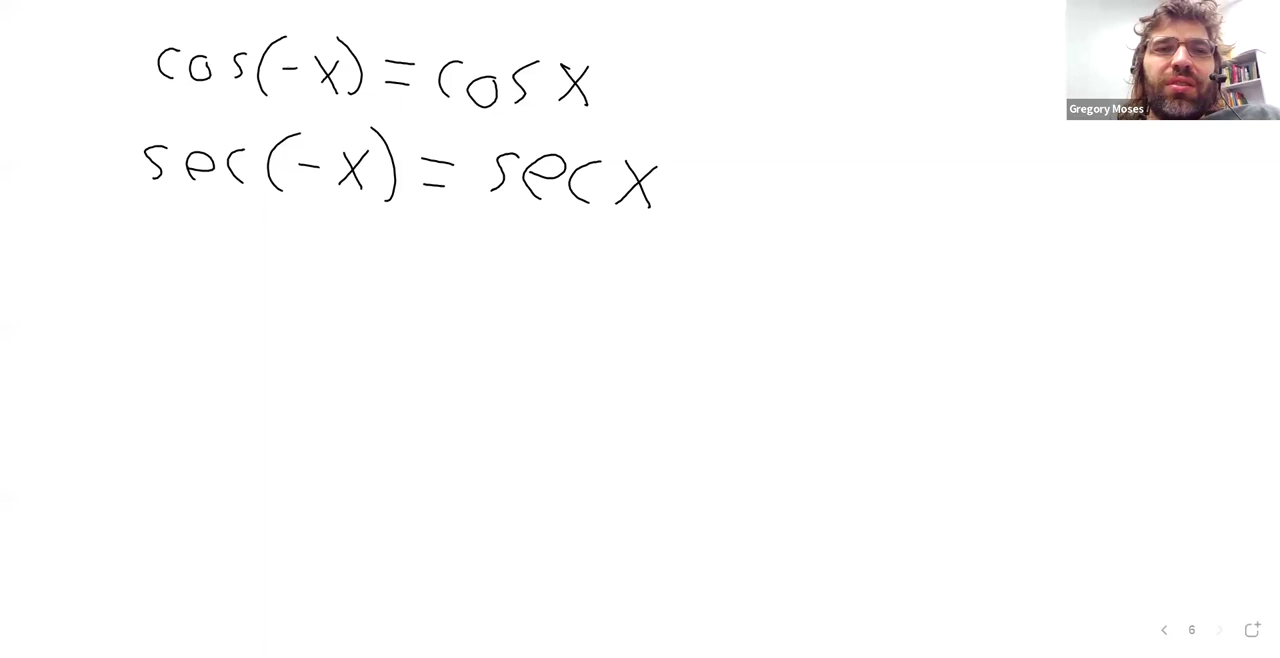 cos(-x) = cos x
sec(-x) = sec x
Gregory Moses
6